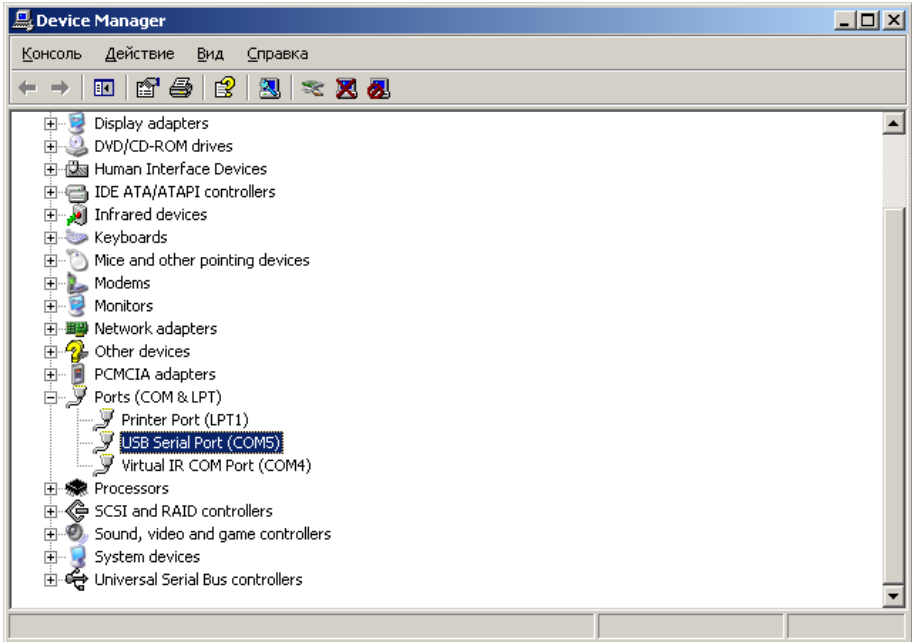 Device Manager
Консоль Действие Вид Справка
Display adapters
DVD/CD-ROM drives
Human Interface Devices
IDE ATA/ATAPI controllers
Infrared devices
Keyboards
Mice and other pointing devices
Modems
Monitors
Network adapters
Other devices
PCMCIA adapters
Ports (COM & LPT)
Printer Port (LPT1)
USB Serial Port (COM5)
Virtual IR COM Port (COM4)
Processors
SCSI and RAID controllers
Sound, video and game controllers
System devices
Universal Serial Bus controllers